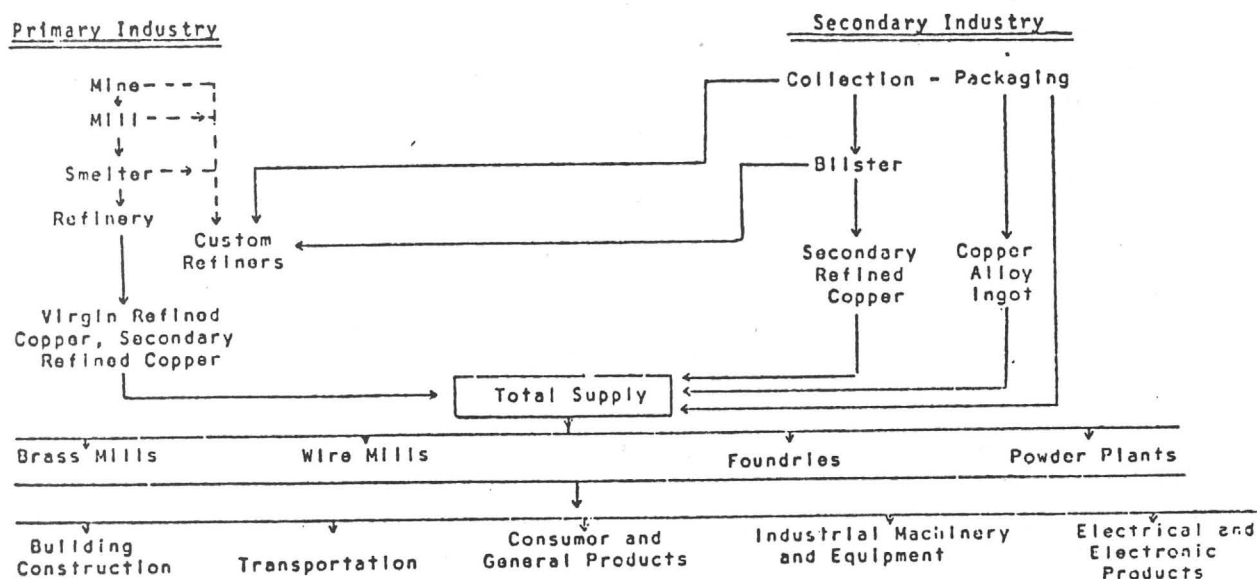 Primary Industry
Secondary Industry
Mine
Collection - Packaging
Mill
Smelter
Blister
Refinery
Custom
Refiners
Secondary
Refined
Copper
Copper
Alloy
Ingot
Virgin Refined
Copper, Secondary
Refined Copper
Total Supply
Brass Mills
Wire Mills
Foundries
Powder Plants
Building
Construction
Transportation
Consumor and
General Products
Industrial Machinery
and Equipment
Electrical and
Electronic
Products